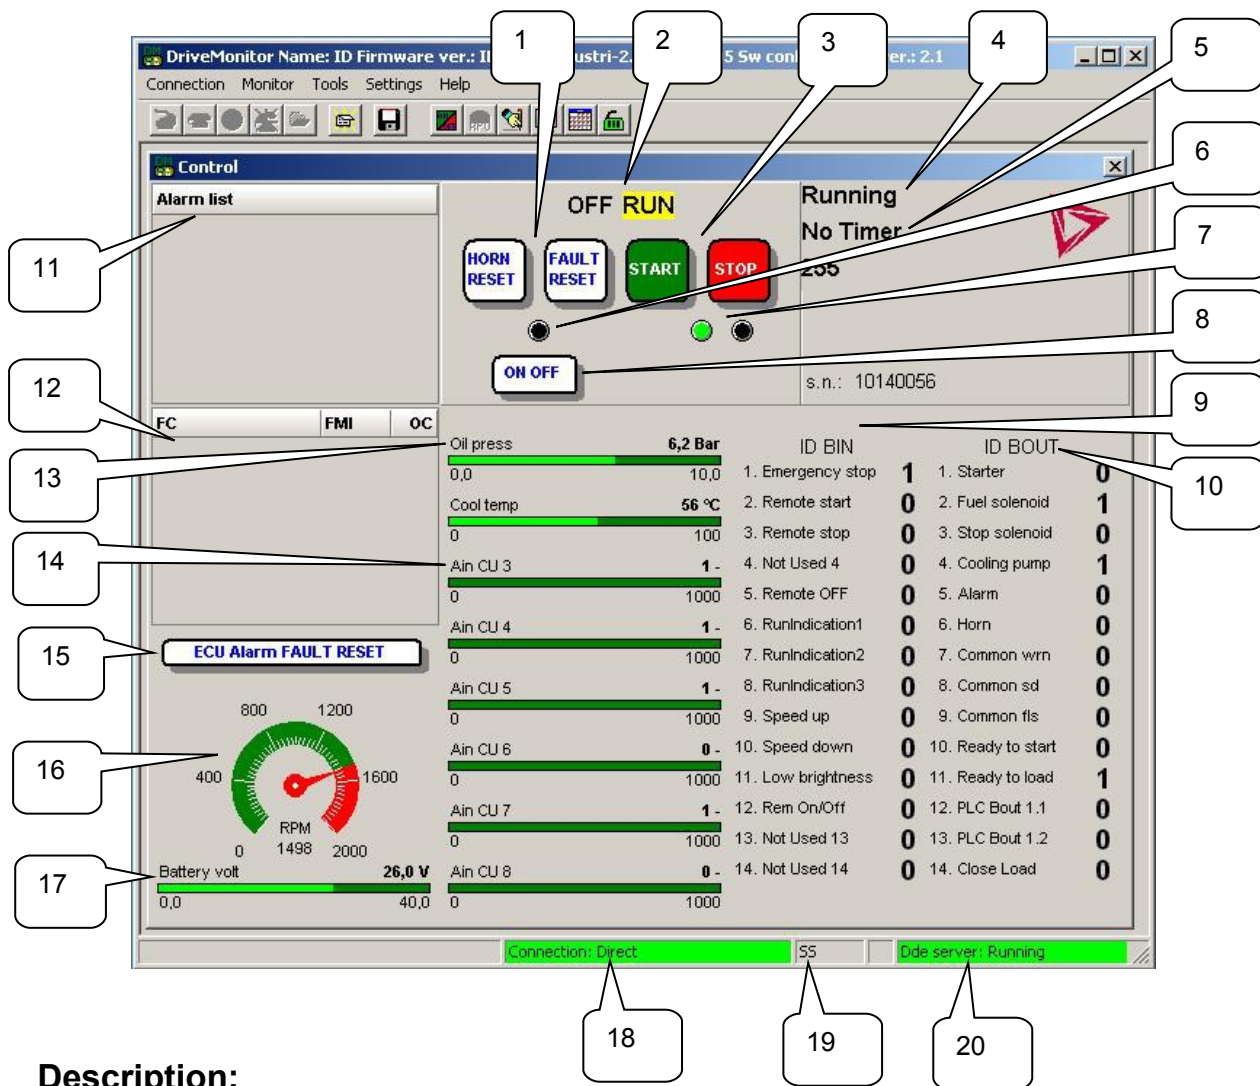 1 2 3 4 5
DriveMonitor Name: ID Firmware ver.: ustri-2. 5 Sw con er.: 2.1
Connection Monitor Tools Settings Help
6
Control
Alarm list
OFF RUN
Running
No Timer
255
7
11
HORN RESET
FAULT RESET
START
STOP
8
ON OFF
s.n.: 10140056
12
9
FC FMI OC
ID BIN
ID BOUT
13
10
Oil press 6,2 Bar
0,0 10,0
Cool temp 56 °C
0 100
14
Ain CU 3 1 -
0 1000
Ain CU 4 1 -
0 1000
Ain CU 5 1 -
0 1000
Ain CU 6 0 -
0 1000
Ain CU 7 1 -
0 1000
Ain CU 8 0 -
0 1000
1. Emergency stop 1
2. Remote start 0
3. Remote stop 0
4. Not Used 4 0
5. Remote OFF 0
6. RunIndication1 0
7. RunIndication2 0
8. RunIndication3 0
9. Speed up 0
10. Speed down 0
11. Low brightness 0
12. Rem On/Off 0
13. Not Used 13 0
14. Not Used 14 0
1. Starter 0
2. Fuel solenoid 1
3. Stop solenoid 0
4. Cooling pump 1
5. Alarm 0
6. Horn 0
7. Common wrn 0
8. Common sd 0
9. Common fls 0
10. Ready to start 0
11. Ready to load 1
12. PLC Bout 1.1 0
13. PLC Bout 1.2 0
14. Close Load 0
15
ECU Alarm FAULT RESET
16
800 1200
400 1600
RPM
0 1498 2000
17
Battery volt 26,0 V
0,0 40,0
Connection: Direct
SS
Dde server: Running
18 19 20
Description: